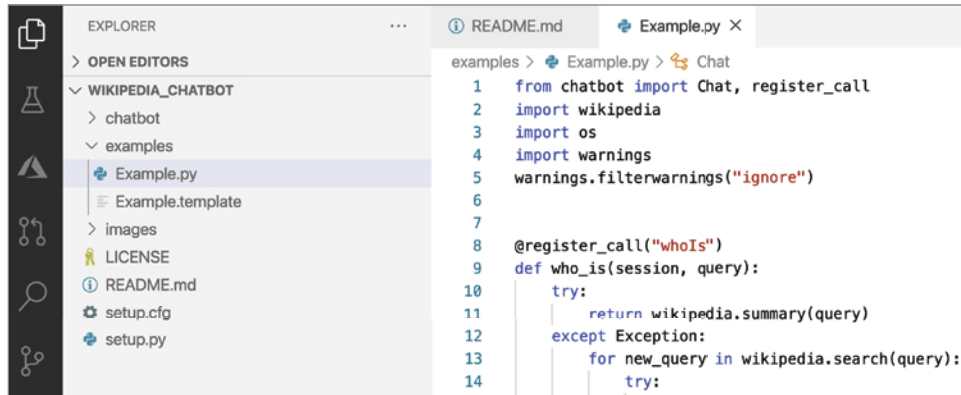 EXPLORER ...
OPEN EDITORS
WIKIPEDIA_CHATBOT
chatbot
examples
Example.py
Example.template
images
LICENSE
README.md
setup.cfg
setup.py
README.md Example.py
examples > Example.py > Chat
1 from chatbot import Chat, register_call
2 import wikipedia
3 import os
4 import warnings
5 warnings.filterwarnings("ignore")
6
7
8 @register_call("whoIs")
9 def who_is(session, query):
10 try:
11 return wikipedia.summary(query)
12 except Exception:
13 for new_query in wikipedia.search(query):
14 try: